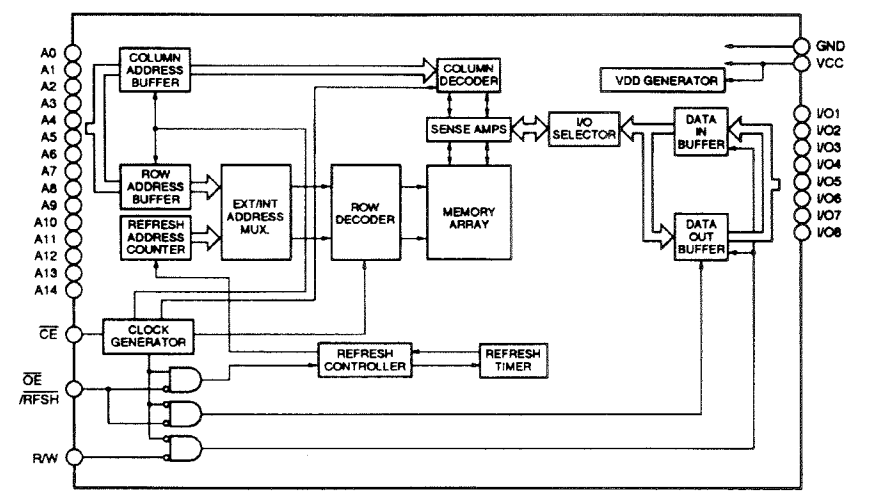 A0
A1
A2
A3
A4
A5
A6
A7
A8
A9
A10
A11
A12
A13
A14
CE
OE
/RFSH
R/W
COLUMN
ADDRESS
BUFFER
ROW
ADDRESS
BUFFER
REFRESH
ADDRESS
COUNTER
EXT/INT
ADDRESS
MUX.
ROW
DECODER
COLUMN
DECODER
SENSE AMPS
MEMORY
ARRAY
I/O
SELECTOR
VDD GENERATOR
DATA
IN
BUFFER
DATA
OUT
BUFFER
CLOCK
GENERATOR
REFRESH
CONTROLLER
REFRESH
TIMER
GND
VCC
I/O1
I/O2
I/O3
I/O4
I/O5
I/O6
I/O7
I/O8